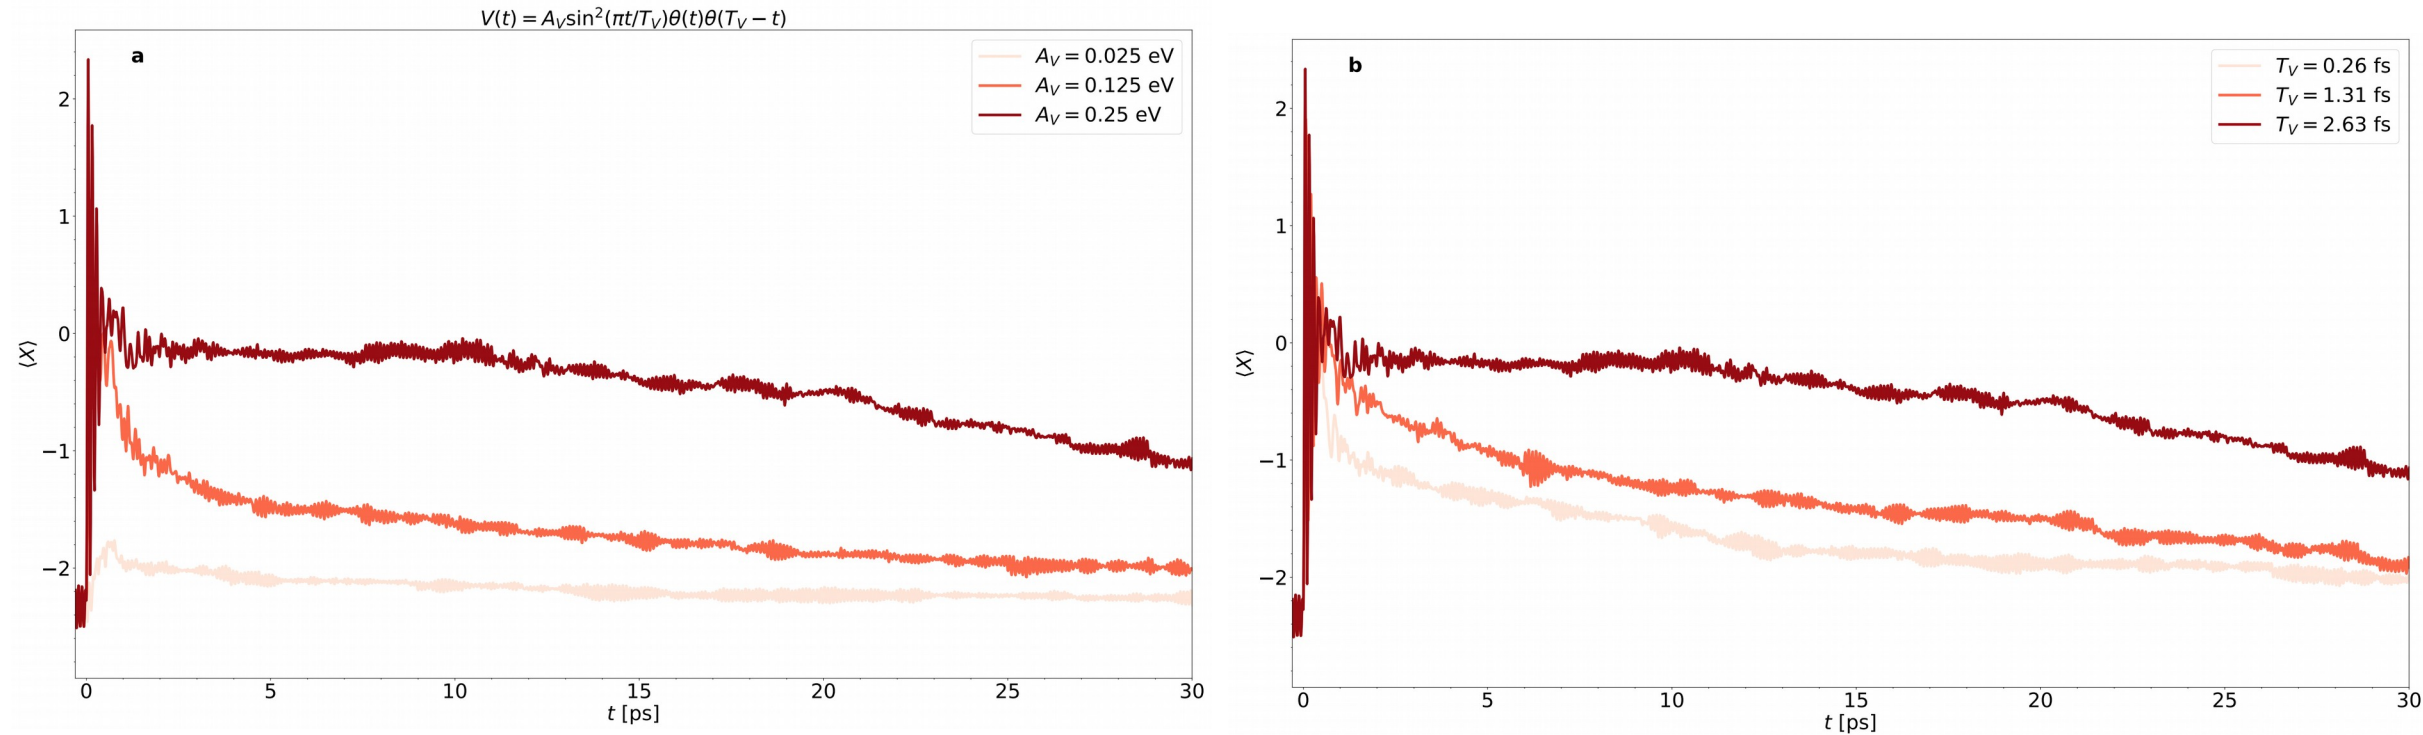 V(t) = A_V sin²(πt/T_V)θ(t)θ(T_V − t)
a
A_V = 0.025 eV
A_V = 0.125 eV
A_V = 0.25 eV
2
1
0
−1
−2
⟨X⟩
0 5 10 15 20 25 30
t [ps]
b
T_V = 0.26 fs
T_V = 1.31 fs
T_V = 2.63 fs
2
1
0
−1
−2
⟨X⟩
0 5 10 15 20 25 30
t [ps]